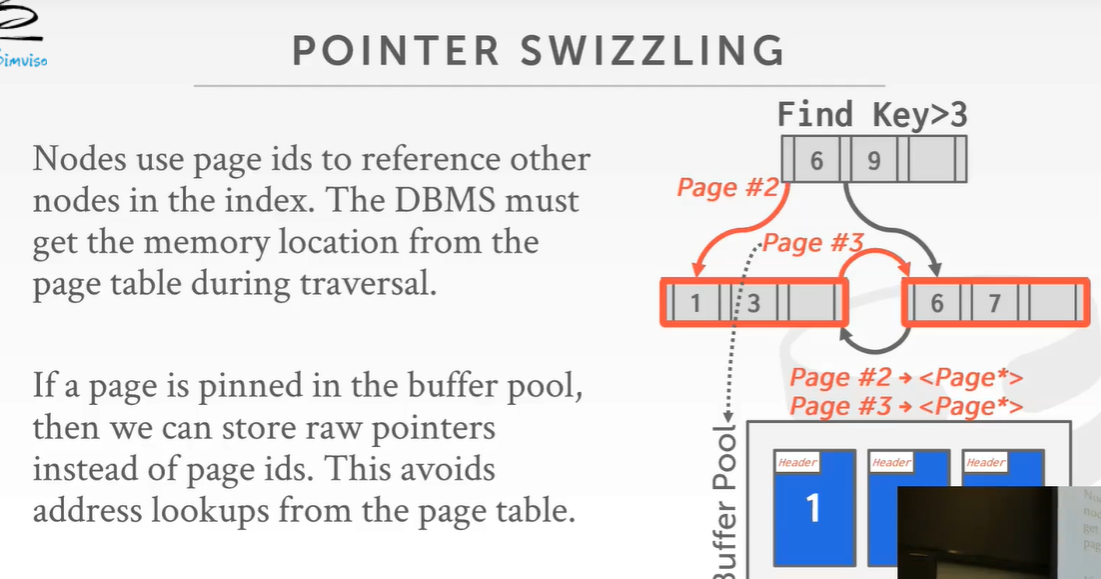 Simviso
POINTER SWIZZLING
Nodes use page ids to reference other
nodes in the index. The DBMS must
get the memory location from the
page table during traversal.
If a page is pinned in the buffer pool,
then we can store raw pointers
instead of page ids. This avoids
address lookups from the page table.
Find Key>3
6 9
Page #2
Page #3
1 3
6 7
Page #2 → <Page*>
Page #3 → <Page*>
Buffer Pool
Header Header Header
1